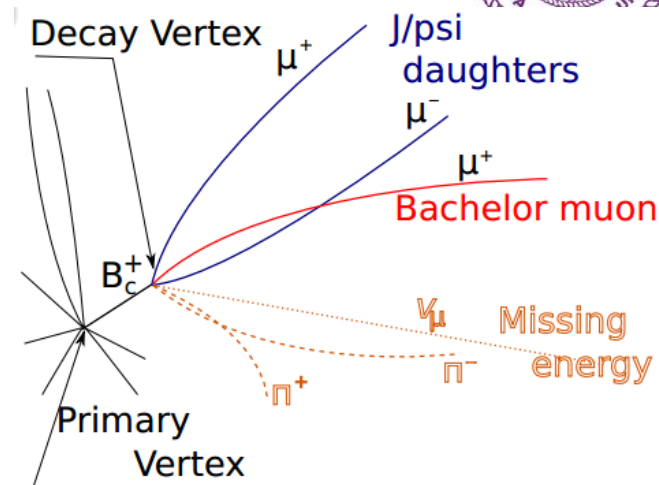 Decay Vertex
J/psi
daughters
μ⁺
μ⁻
μ⁺
Bachelor muon
B_c⁺
ν_μ
Missing
energy
π⁻
π⁺
Primary
Vertex